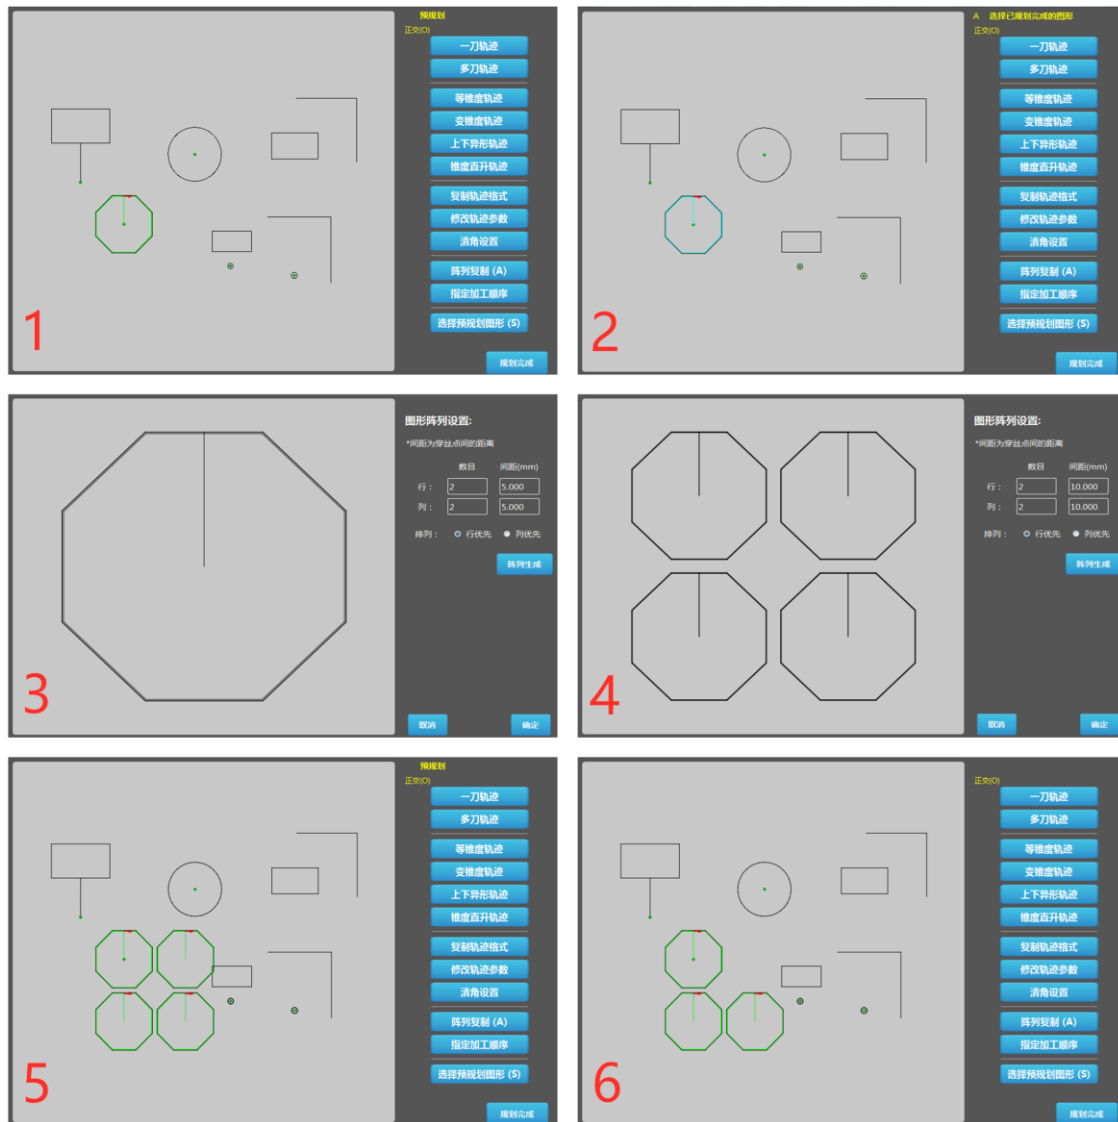 预规划
正交(O)
一刀轨迹
多刀轨迹
等锥度轨迹
变锥度轨迹
上下异形轨迹
锥度直升轨迹
复制轨迹格式
修改轨迹参数
清角设置
阵列复制 (A)
指定加工顺序
选择预规划图形 (S)
规划完成
1
A 选择已规划完成的图形
正交(O)
一刀轨迹
多刀轨迹
等锥度轨迹
变锥度轨迹
上下异形轨迹
锥度直升轨迹
复制轨迹格式
修改轨迹参数
清角设置
阵列复制 (A)
指定加工顺序
选择预规划图形 (S)
规划完成
2
图形阵列设置:
*间距为穿丝点间的距离
数目 间距(mm)
行： 2 5.000
列： 2 5.000
排列： 行优先 列优先
阵列生成
取消 确定
3
图形阵列设置:
*间距为穿丝点间的距离
数目 间距(mm)
行： 2 10.000
列： 2 10.000
排列： 行优先 列优先
阵列生成
取消 确定
4
预规划
正交(O)
一刀轨迹
多刀轨迹
等锥度轨迹
变锥度轨迹
上下异形轨迹
锥度直升轨迹
复制轨迹格式
修改轨迹参数
清角设置
阵列复制 (A)
指定加工顺序
选择预规划图形 (S)
规划完成
5
正交(O)
一刀轨迹
多刀轨迹
等锥度轨迹
变锥度轨迹
上下异形轨迹
锥度直升轨迹
复制轨迹格式
修改轨迹参数
清角设置
阵列复制 (A)
指定加工顺序
选择预规划图形 (S)
规划完成
6